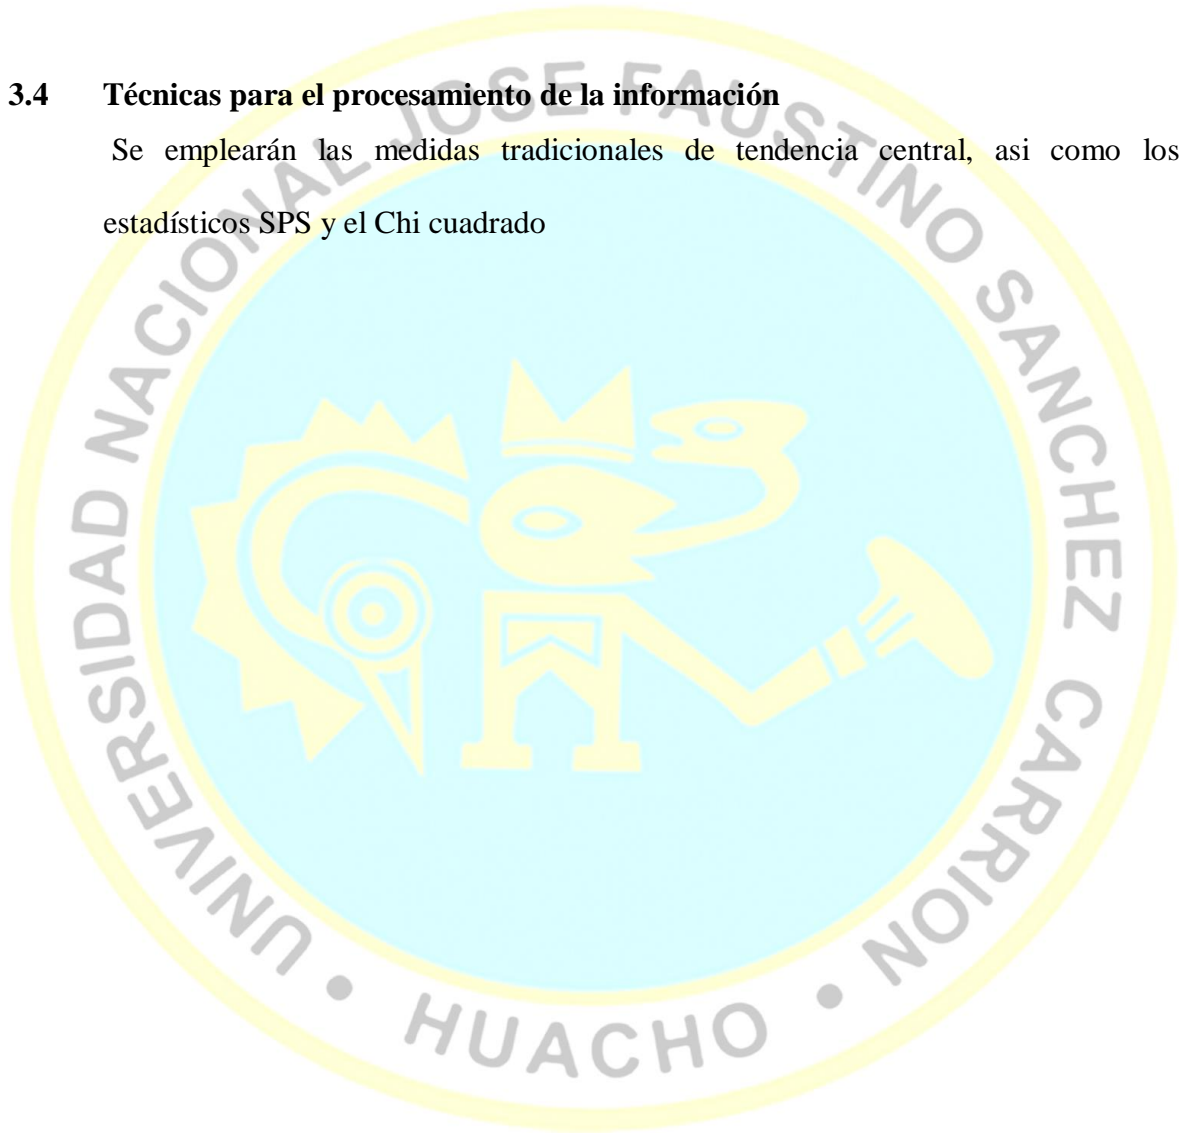 3.4 Técnicas para el procesamiento de la información
Se emplearán las medidas tradicionales de tendencia central, asi como los
estadísticos SPS y el Chi cuadrado
UNIVERSIDAD NACIONAL JOSE FAUSTINO SANCHEZ CARRION • HUACHO •